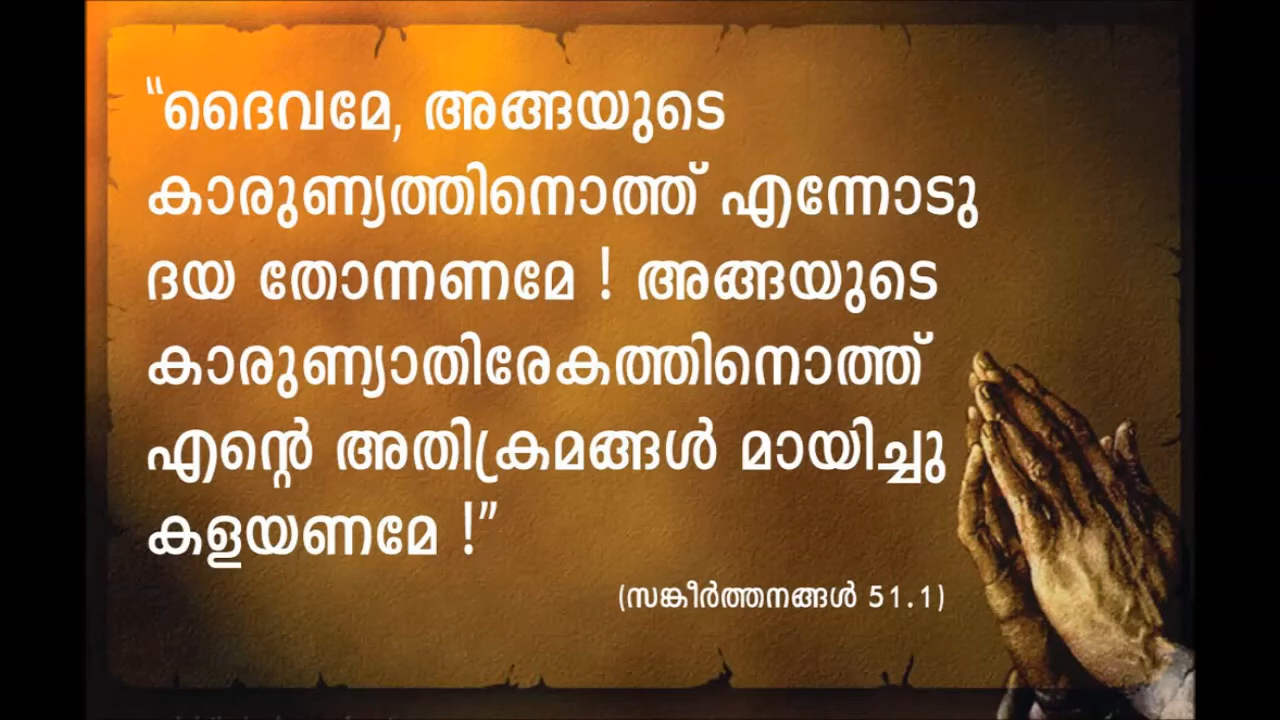 “ദൈവമേ, അങ്ങയുടെ
കാരുണ്യത്തിനൊത്ത് എന്നോടു
ദയ തോന്നണമേ ! അങ്ങയുടെ
കാരുണ്യാതിരേകത്തിനൊത്ത്
എന്റെ അതിക്രമങ്ങൾ മായിച്ചു
കളയണമേ !”
(സങ്കീർത്തനങ്ങൾ 51.1)